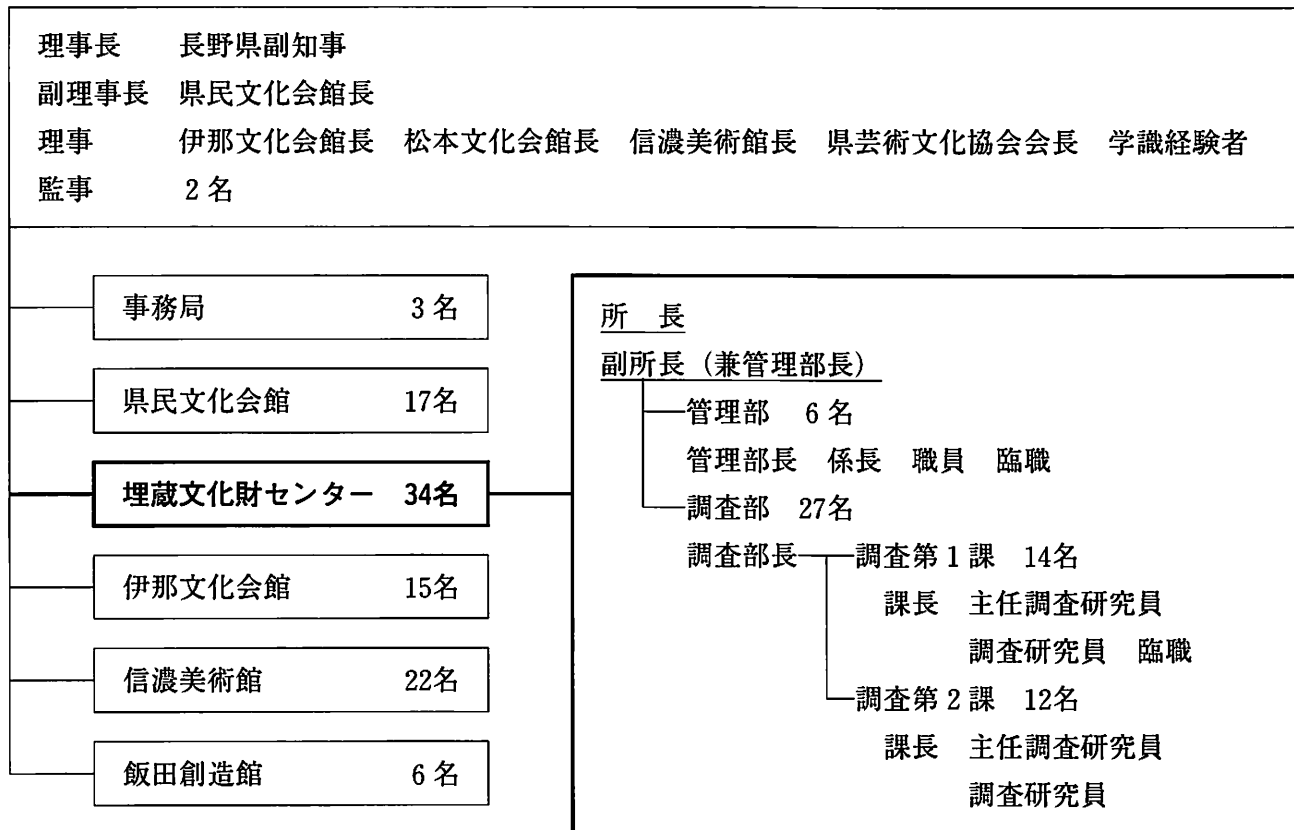 理事長 長野県副知事
副理事長 県民文化会館長
理事 伊那文化会館長 松本文化会館長 信濃美術館長 県芸術文化協会会長 学識経験者
監事 2名
事務局 3名
県民文化会館 17名
埋蔵文化財センター 34名
伊那文化会館 15名
信濃美術館 22名
飯田創造館 6名
所 長
副所長（兼管理部長）
管理部 6名
管理部長 係長 職員 臨職
調査部 27名
調査部長 調査第1課 14名
課長 主任調査研究員
調査研究員 臨職
調査第2課 12名
課長 主任調査研究員
調査研究員